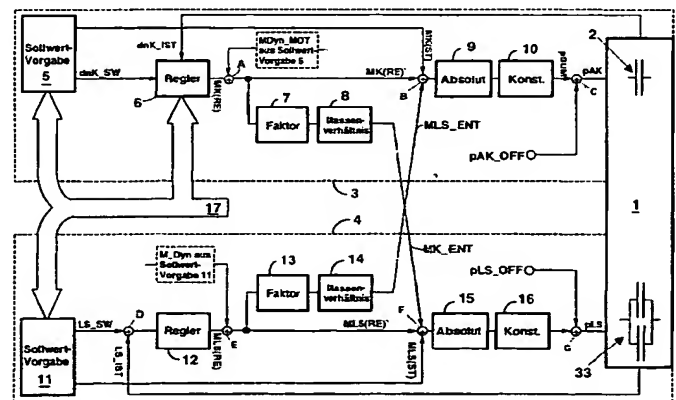 dnK_IST
Sollwert-
Vorgabe
5
dnK_SW
Regler
6
MK(RE)
A
MDyn_MOT
aus Sollwert-
Vorgabe 5
MK(RE)'
MK(ST)
B
9
Absolut
10
Konst.
C
pAK
2
7
Faktor
8
Massen-
verhältnis
MLS_ENT
pAK_OFF
3
17
4
1
M_Dyn aus
Sollwert-
Vorgabe 11
13
Faktor
14
Massen-
verhältnis
MK_ENT
pLS_OFF
LS_SW
D
Regler
12
MLS(RE)
E
MLS(RE)'
F
15
Absolut
16
Konst.
G
pLS
33
Sollwert-
Vorgabe
11
LS_IST
MLS(ST)